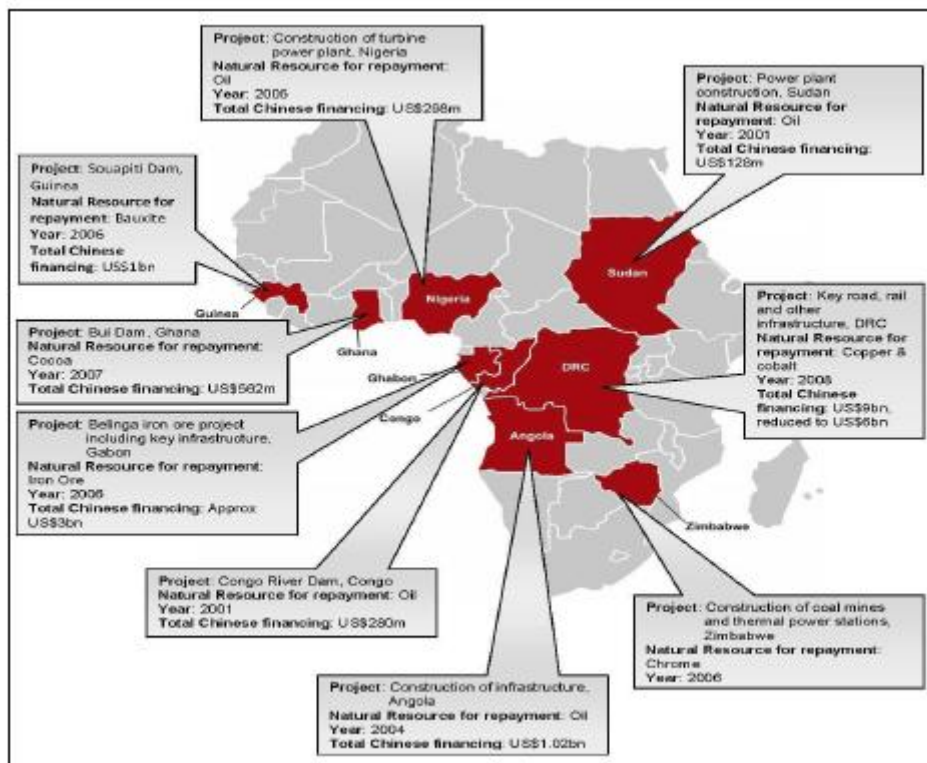 Project: Construction of turbine
power plant, Nigeria
Natural Resource for repayment:
Oil
Year: 2006
Total Chinese financing: US$298m
Project: Power plant
construction, Sudan
Natural Resource for
repayment: Oil
Year: 2001
Total Chinese financing:
US$128m
Project: Souapiti Dam,
Guinea
Natural Resource for
repayment: Bauxite
Year: 2006
Total Chinese
financing: US$1bn
Sudan
Nigeria
Guinea
Project: Key road, rail
and other
infrastructure, DRC
Natural Resource for
repayment: Copper &
cobalt
Year: 2008
Total Chinese
financing: US$9bn,
reduced to US$6bn
Project: Bui Dam, Ghana
Natural Resource for repayment:
Cocoa
Year: 2007
Total Chinese financing: US$562m
Ghana
Ghabon
DRC
Congo
Angola
Project: Belinga iron ore project
including key infrastructure,
Gabon
Natural Resource for repayment:
Iron Ore
Year: 2006
Total Chinese financing: Approx
US$3bn
Zimbabwe
Project: Congo River Dam, Congo
Natural Resource for repayment: Oil
Year: 2001
Total Chinese financing: US$280m
Project: Construction of coal mines
and thermal power stations,
Zimbabwe
Natural Resource for repayment:
Chrome
Year: 2006
Project: Construction of infrastructure,
Angola
Natural Resource for repayment: Oil
Year: 2004
Total Chinese financing: US$1.02bn